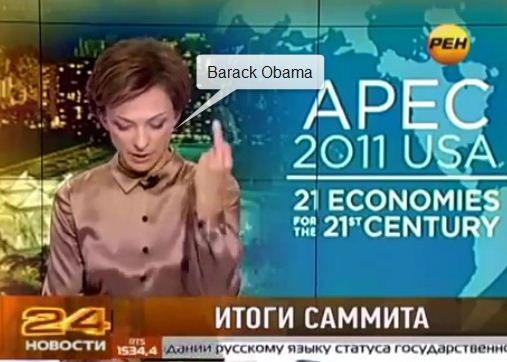 РЕН
Barack Obama
APEC
2011 USA
21 ECONOMIES
FOR THE 21ST CENTURY
24
НОВОСТИ
ИТОГИ САММИТА
RTS
1534,4
дании русскому языку статуса государственно